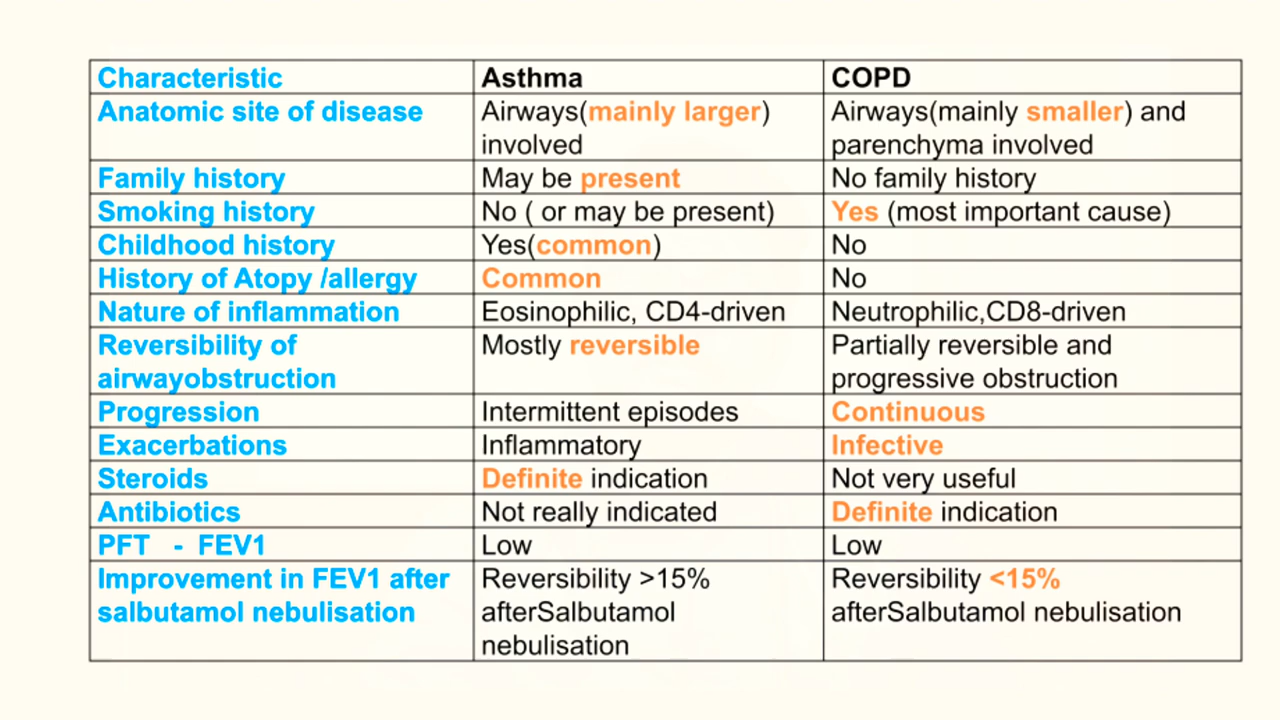 Characteristic Asthma COPD
Anatomic site of disease Airways(mainly larger) Airways(mainly smaller) and
involved parenchyma involved
Family history May be present No family history
Smoking history No ( or may be present) Yes (most important cause)
Childhood history Yes(common) No
History of Atopy /allergy Common No
Nature of inflammation Eosinophilic, CD4-driven Neutrophilic,CD8-driven
Reversibility of Mostly reversible Partially reversible and
airwayobstruction progressive obstruction
Progression Intermittent episodes Continuous
Exacerbations Inflammatory Infective
Steroids Definite indication Not very useful
Antibiotics Not really indicated Definite indication
PFT - FEV1 Low Low
Improvement in FEV1 after Reversibility >15% Reversibility <15%
salbutamol nebulisation afterSalbutamol afterSalbutamol nebulisation
nebulisation